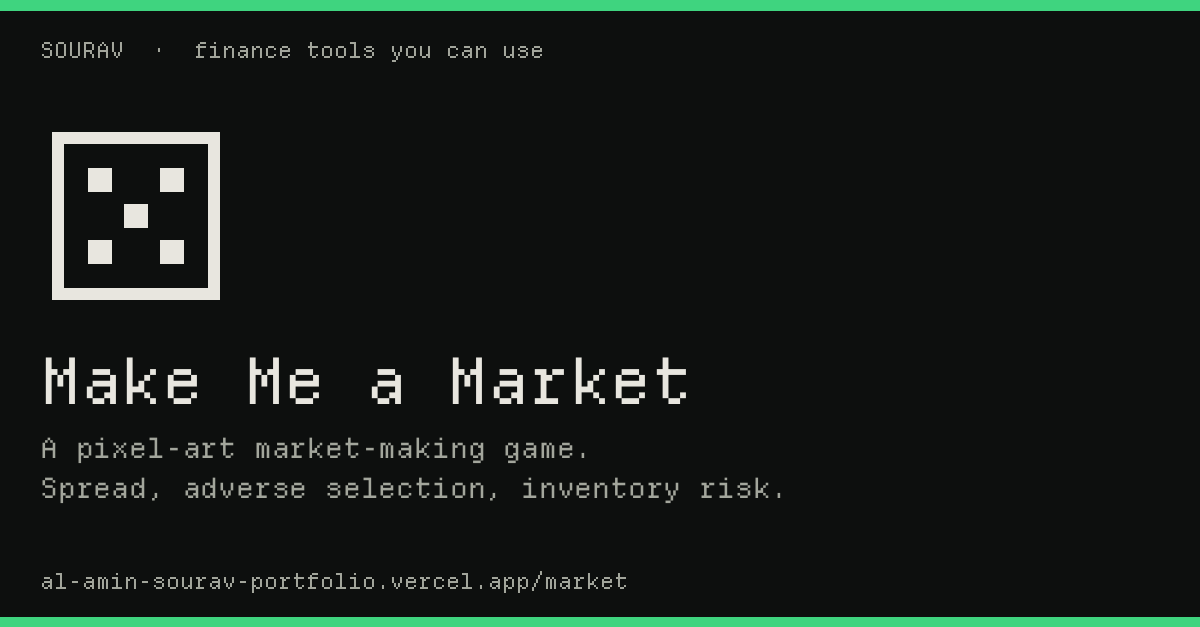 SOURAV · finance tools you can use
Make Me a Market
A pixel-art market-making game.
Spread, adverse selection, inventory risk.
al-amin-sourav-portfolio.vercel.app/market